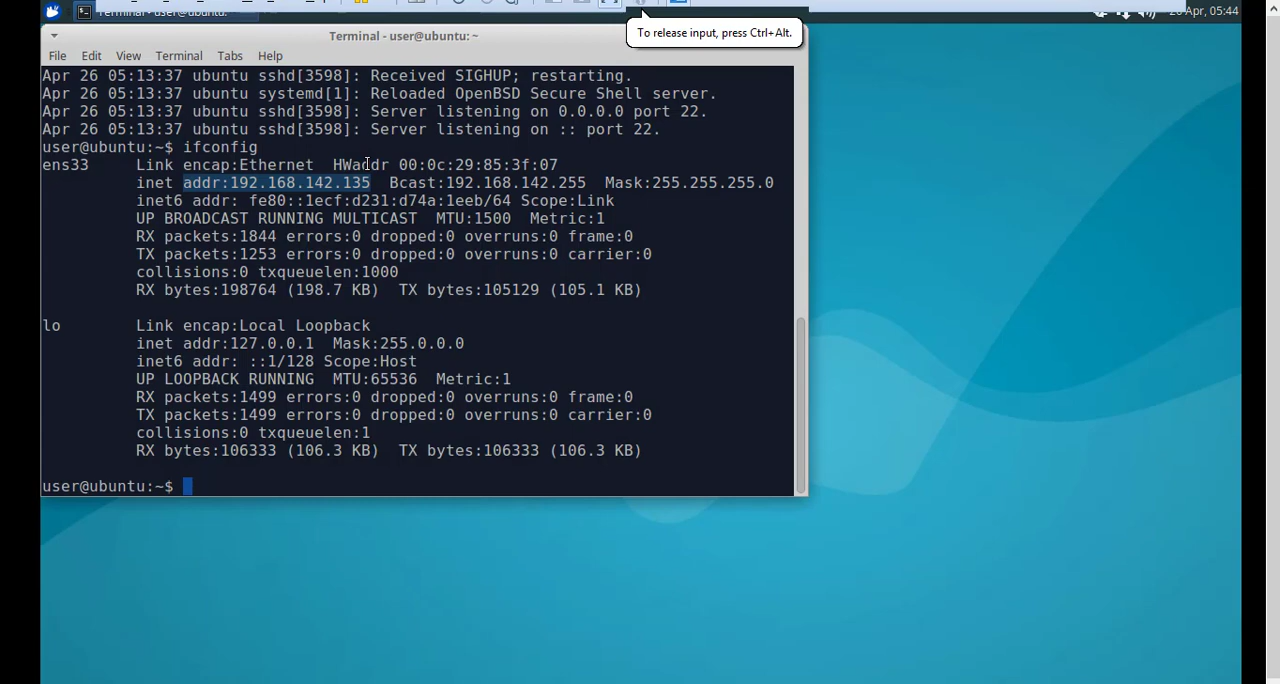 Terminal - user@ubuntu: 
Apr, 05:44
To release input, press Ctrl+Alt.
Terminal - user@ubuntu: ~
File Edit View Terminal Tabs Help
Apr 26 05:13:37 ubuntu sshd[3598]: Received SIGHUP; restarting.
Apr 26 05:13:37 ubuntu systemd[1]: Reloaded OpenBSD Secure Shell server.
Apr 26 05:13:37 ubuntu sshd[3598]: Server listening on 0.0.0.0 port 22.
Apr 26 05:13:37 ubuntu sshd[3598]: Server listening on :: port 22.
user@ubuntu:~$ ifconfig
ens33 Link encap:Ethernet HWaddr 00:0c:29:85:3f:07
inet addr:192.168.142.135 Bcast:192.168.142.255 Mask:255.255.255.0
inet6 addr: fe80::1ecf:d231:d74a:1eeb/64 Scope:Link
UP BROADCAST RUNNING MULTICAST MTU:1500 Metric:1
RX packets:1844 errors:0 dropped:0 overruns:0 frame:0
TX packets:1253 errors:0 dropped:0 overruns:0 carrier:0
collisions:0 txqueuelen:1000
RX bytes:198764 (198.7 KB) TX bytes:105129 (105.1 KB)
lo Link encap:Local Loopback
inet addr:127.0.0.1 Mask:255.0.0.0
inet6 addr: ::1/128 Scope:Host
UP LOOPBACK RUNNING MTU:65536 Metric:1
RX packets:1499 errors:0 dropped:0 overruns:0 frame:0
TX packets:1499 errors:0 dropped:0 overruns:0 carrier:0
collisions:0 txqueuelen:1
RX bytes:106333 (106.3 KB) TX bytes:106333 (106.3 KB)
user@ubuntu:~$